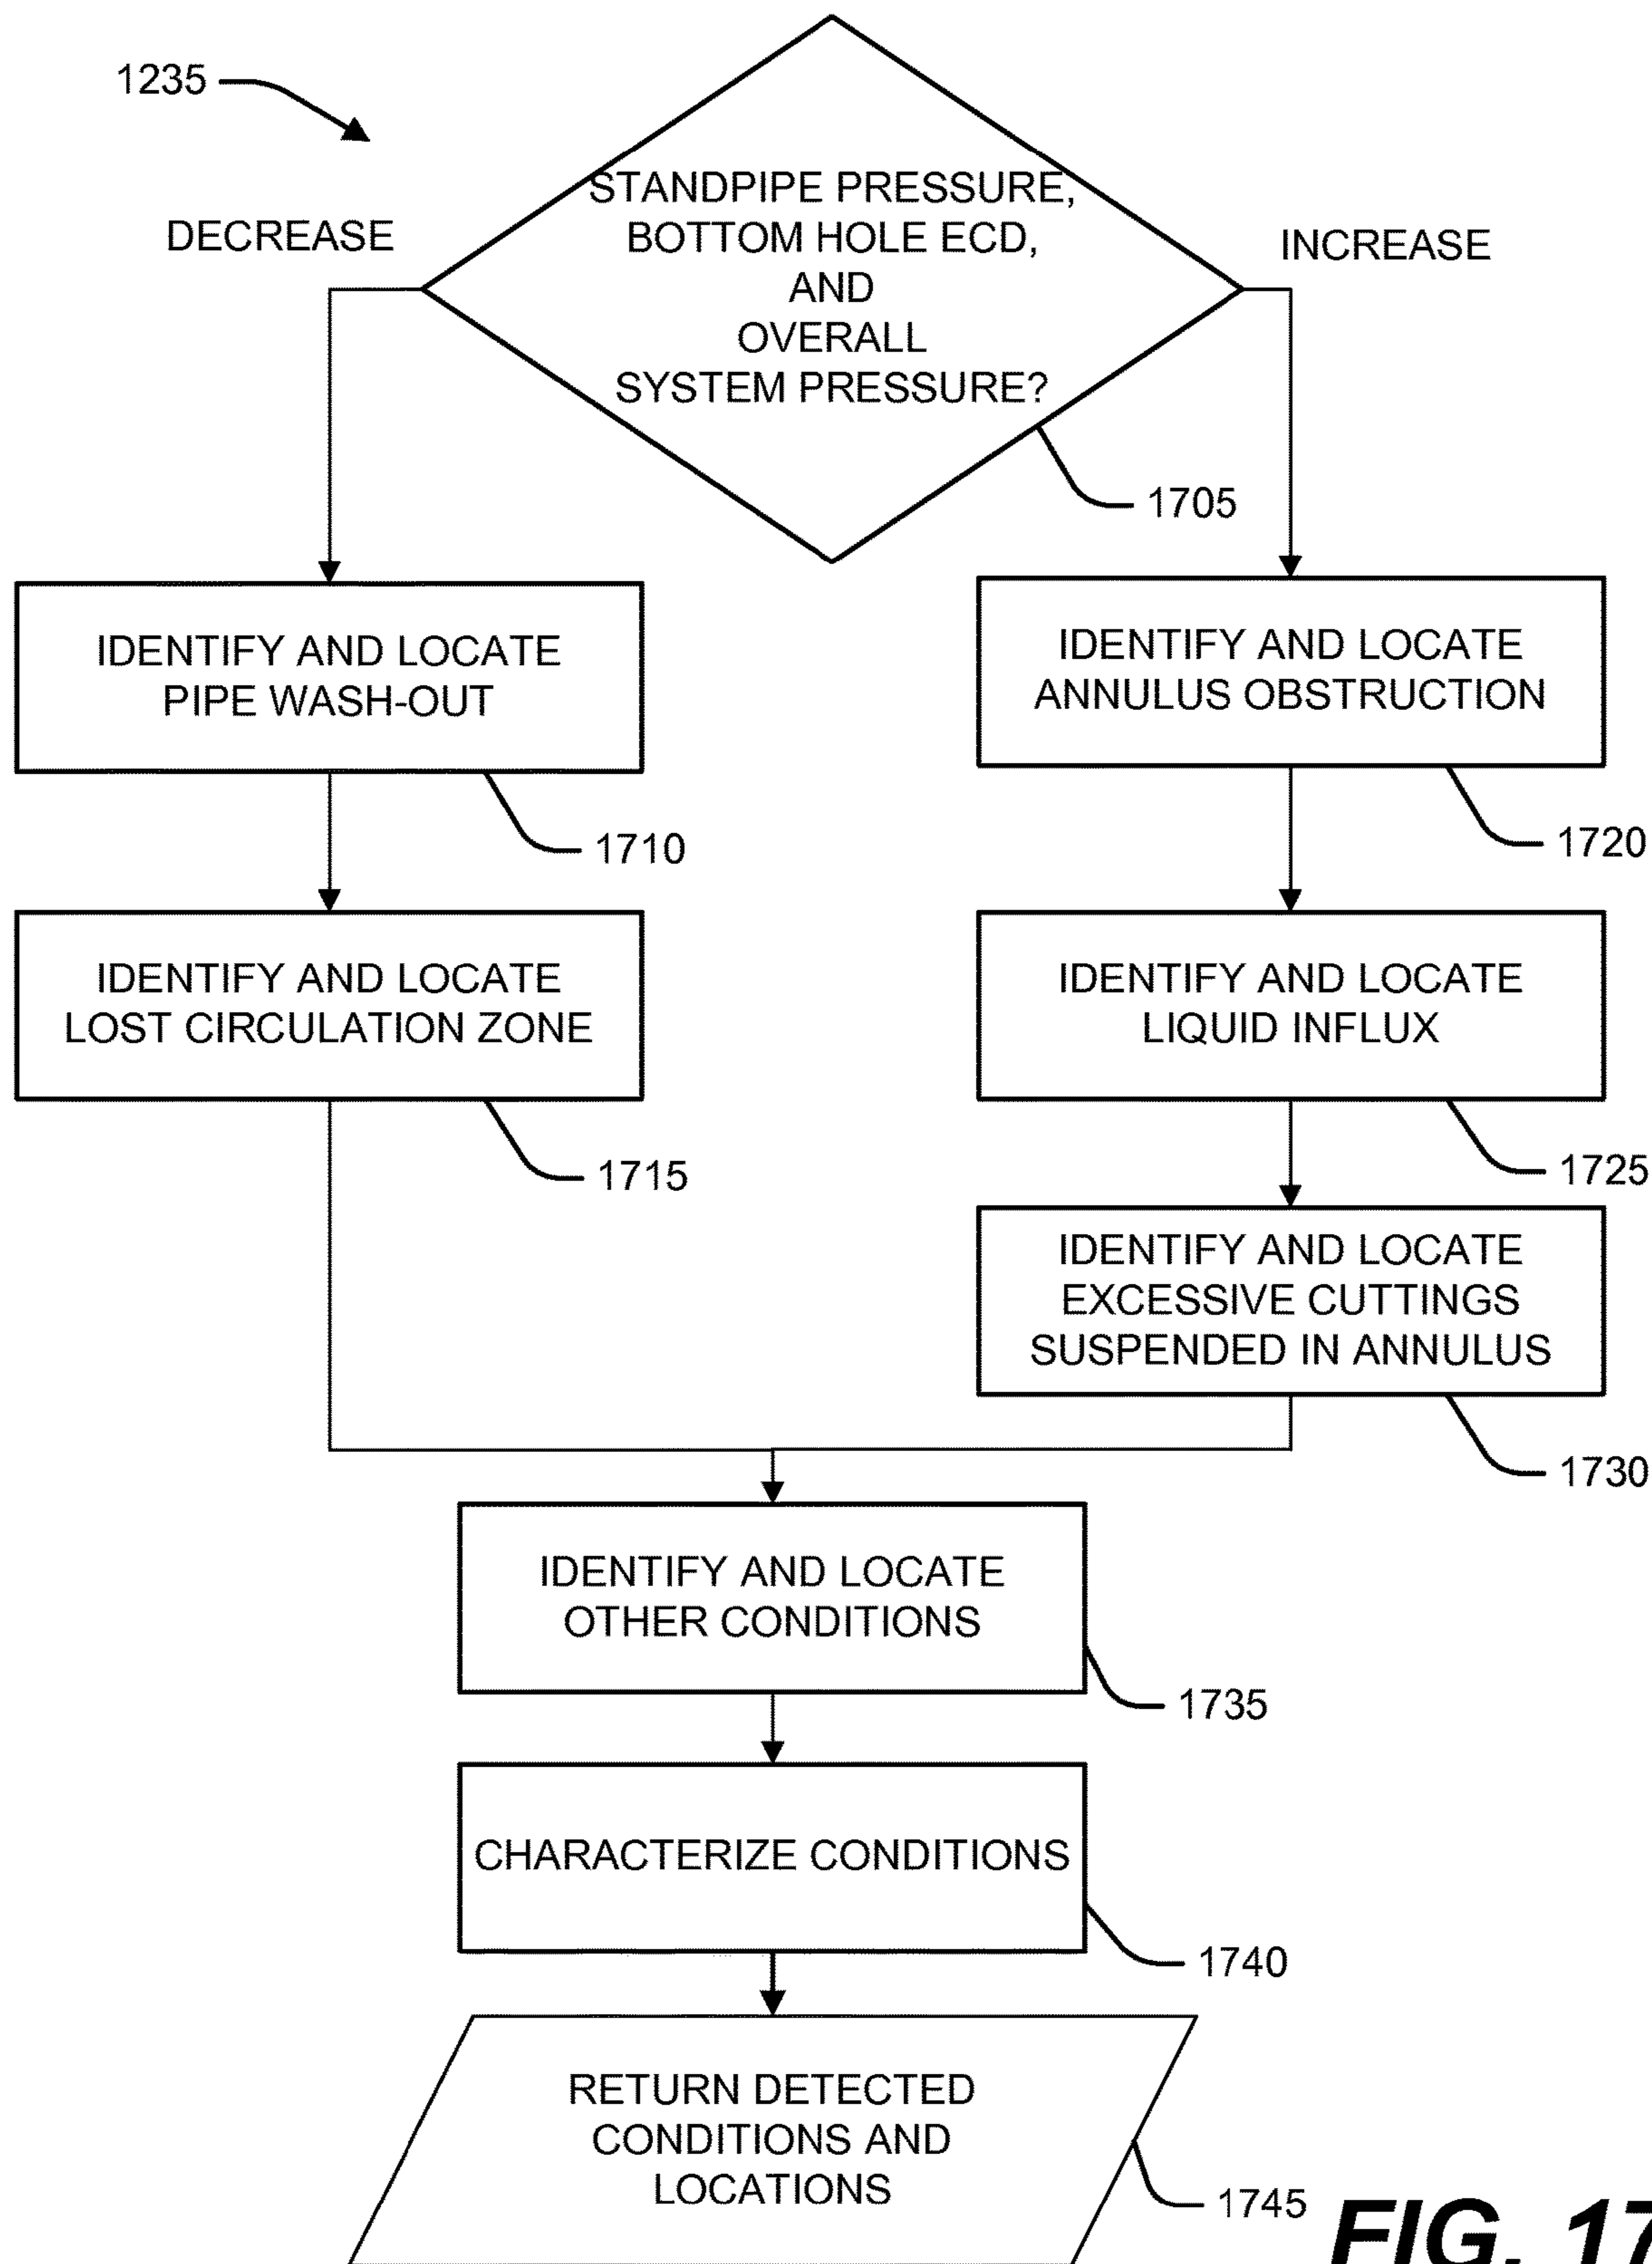 1235
STANDPIPE PRESSURE,
BOTTOM HOLE ECD,
AND
OVERALL
SYSTEM PRESSURE?
DECREASE
INCREASE
1705
IDENTIFY AND LOCATE
PIPE WASH-OUT
1710
IDENTIFY AND LOCATE
ANNULUS OBSTRUCTION
1720
IDENTIFY AND LOCATE
LOST CIRCULATION ZONE
1715
IDENTIFY AND LOCATE
LIQUID INFLUX
1725
IDENTIFY AND LOCATE
EXCESSIVE CUTTINGS
SUSPENDED IN ANNULUS
1730
IDENTIFY AND LOCATE
OTHER CONDITIONS
1735
CHARACTERIZE CONDITIONS
1740
RETURN DETECTED
CONDITIONS AND
LOCATIONS
1745
FIG. 17